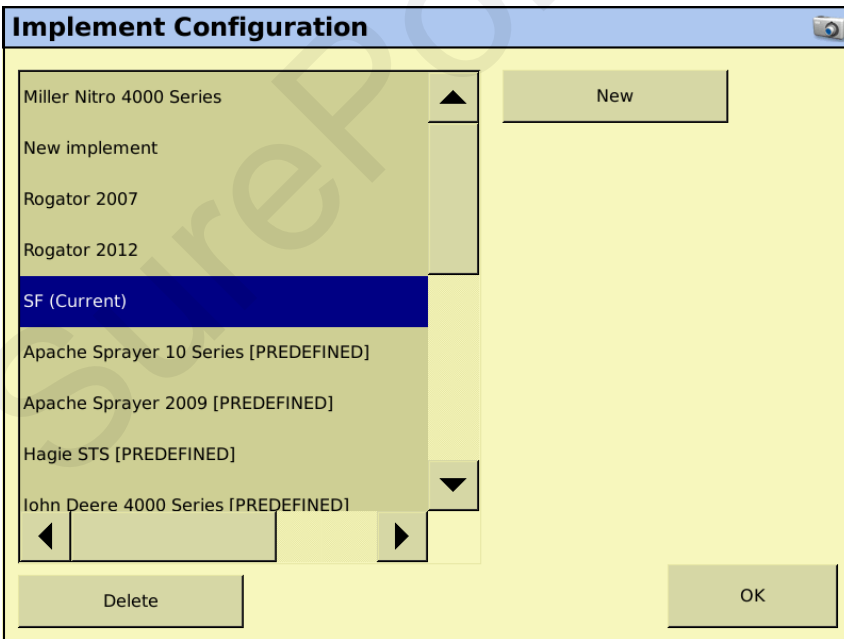 Implement Configuration
Miller Nitro 4000 Series
New
New implement
Rogator 2007
Rogator 2012
SF (Current)
Apache Sprayer 10 Series [PREDEFINED]
Apache Sprayer 2009 [PREDEFINED]
Hagie STS [PREDEFINED]
John Deere 4000 Series [PREDEFINED]
Delete
OK